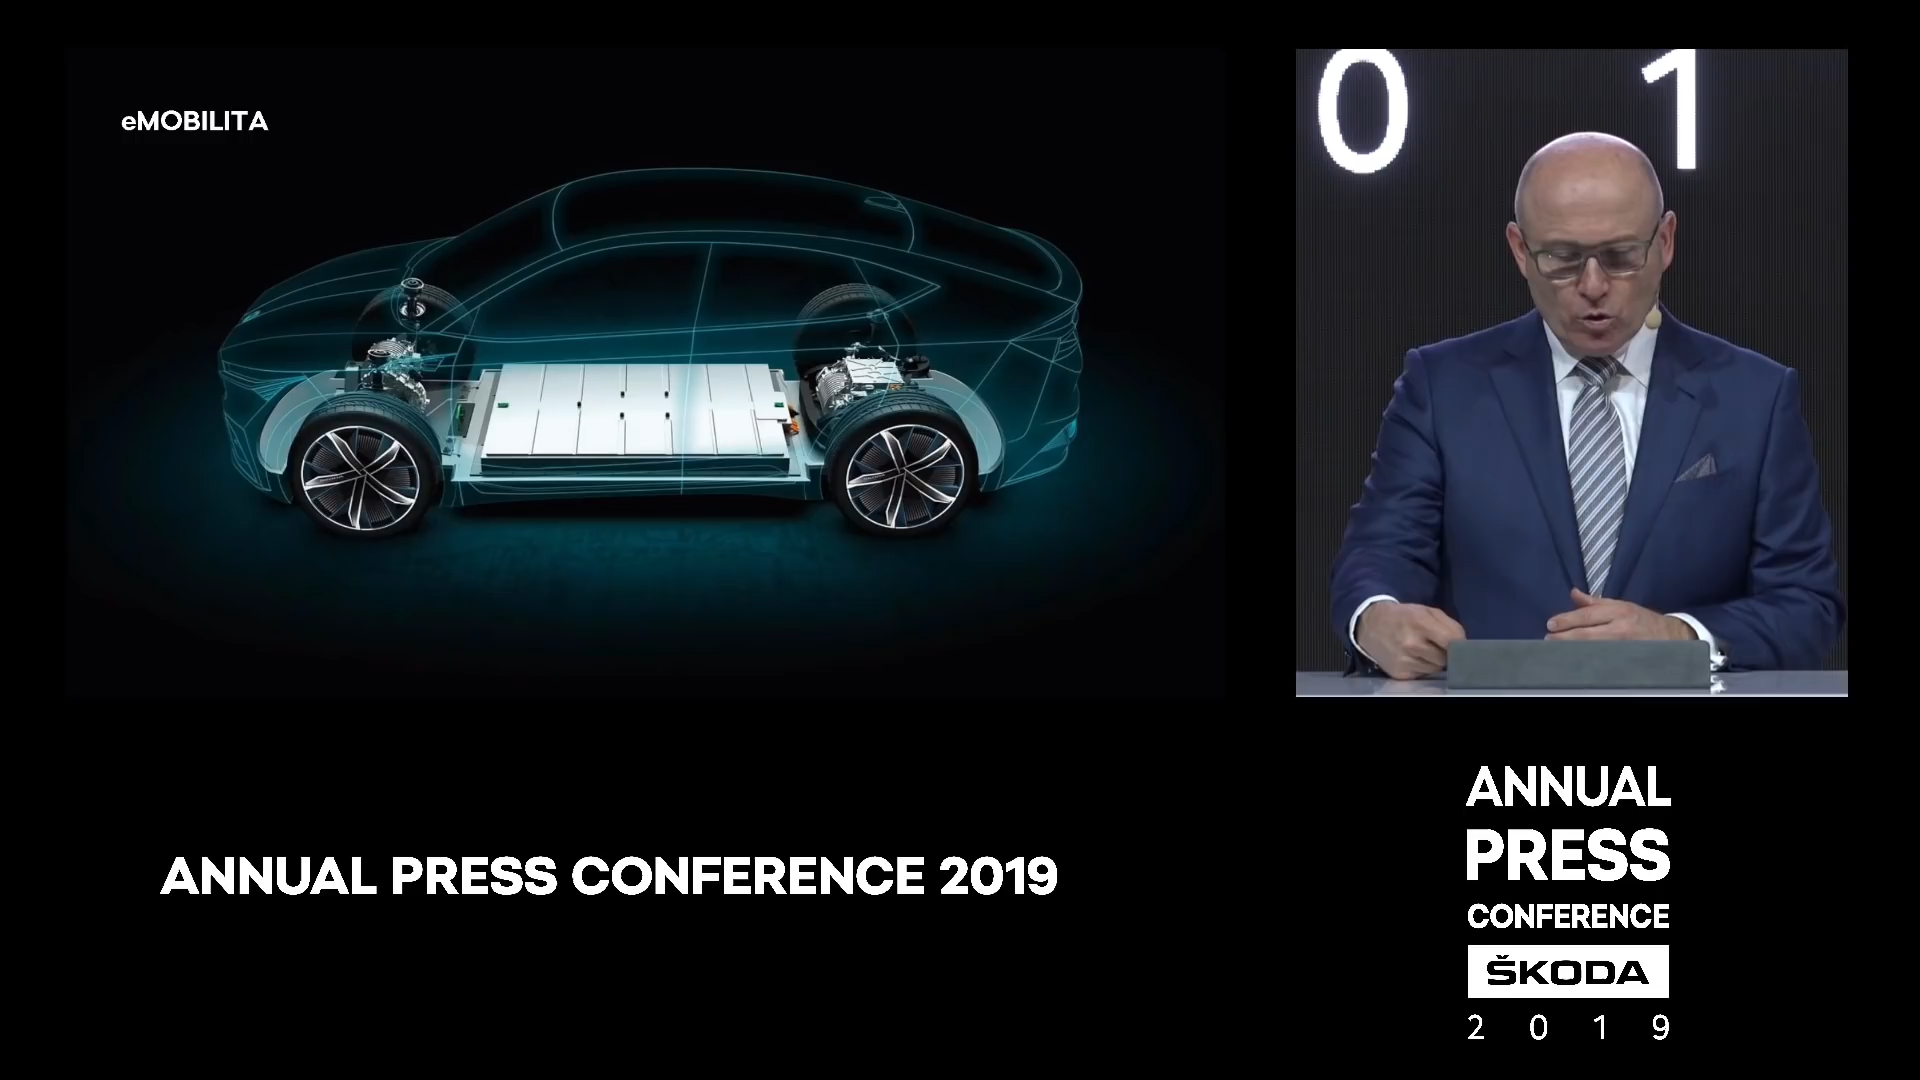 eMOBILITA
0 1
ANNUAL PRESS CONFERENCE 2019
ANNUAL
PRESS
CONFERENCE
ŠKODA
2 0 1 9